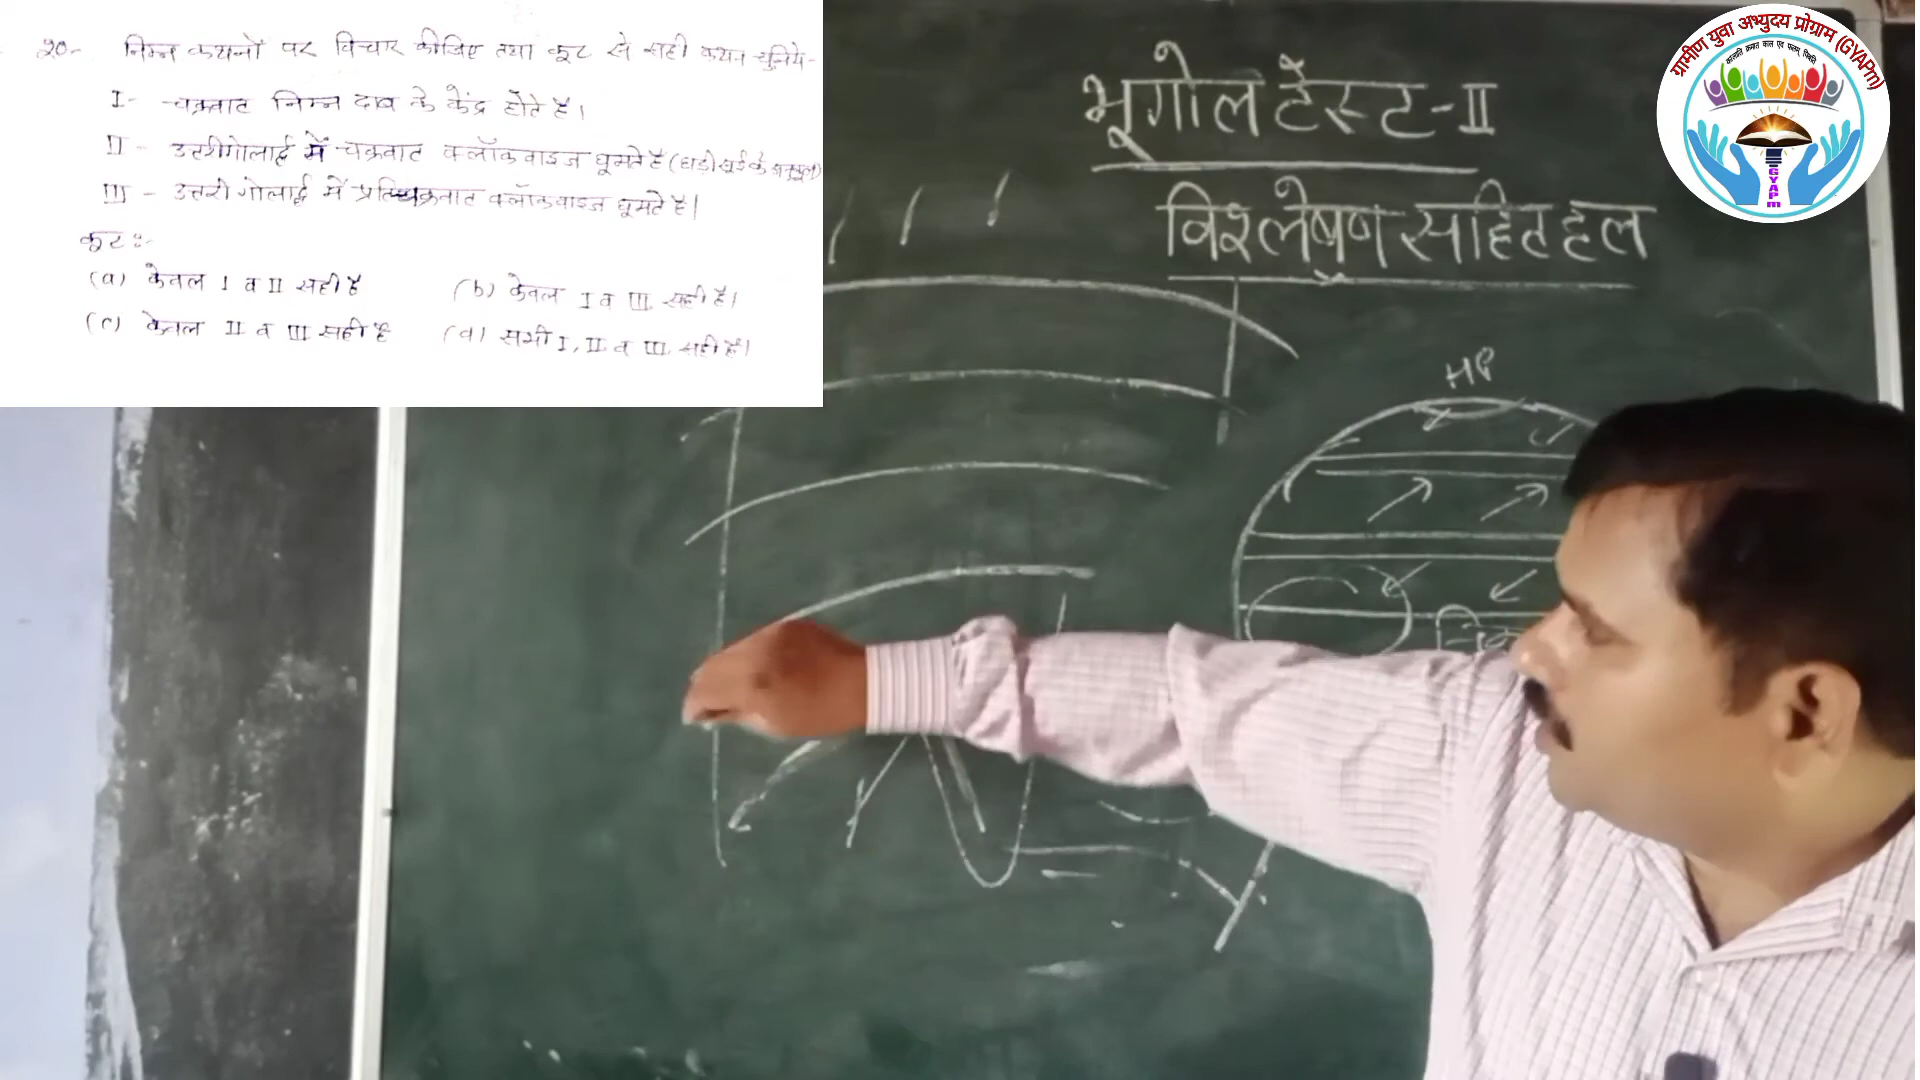 20- निम्न कथनों पर विचार कीजिए तथा कूट से सही कथन चुनिये-
I- चक्रवात निम्न दाब के केंद्र होते हैं।
II - उत्तरीगोलार्द्ध में चक्रवात क्लॉकवाइज घूमते हैं (घड़ी सुई के अनुकूल)
III - उत्तरी गोलार्द्ध में प्रतिचक्रवात क्लॉकवाइज घूमते हैं।
कूट:-
(a) केवल I व II सही है
(b) केवल I व III सही है।
(c) केवल II व III सही है
(d) सभी I, II व III सही हैं।
भूगोल टेस्ट-II
विश्लेषण सहित हल
HP
ग्रामीण युवा अभ्युदय प्रोग्राम (GYAPm)
GYAPm